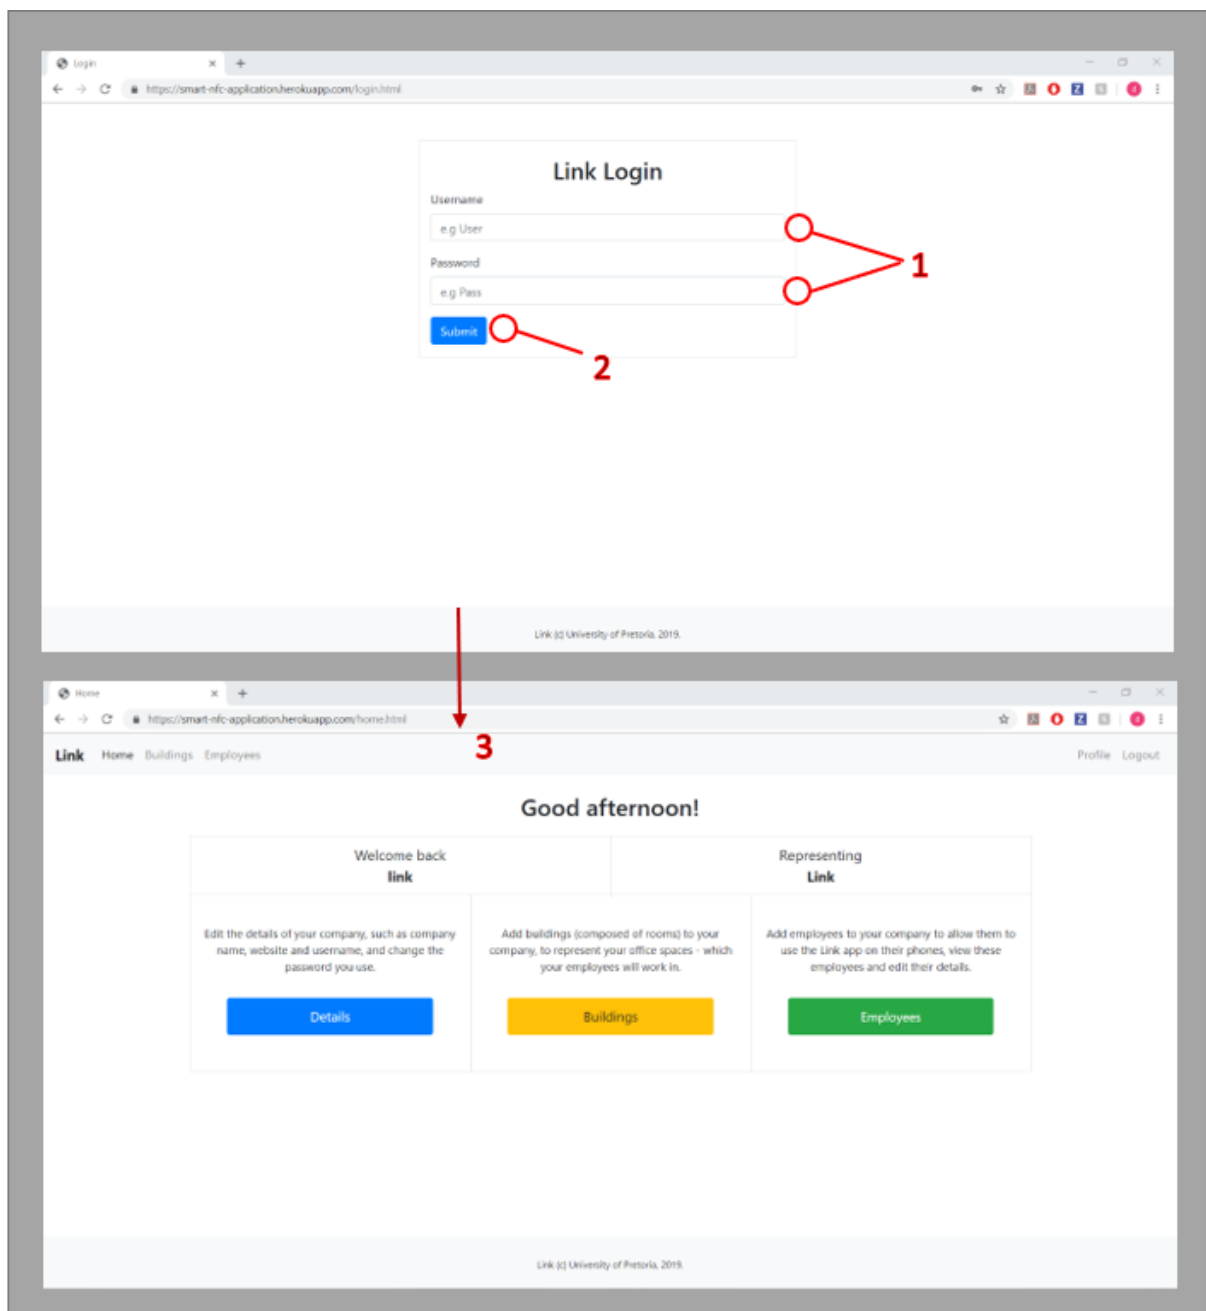 Login
https://smart-nfc-application.herokuapp.com/login.html
Link Login
Username
e.g User
1
Password
e.g Pass
Submit
2
Link (c) University of Pretoria, 2019.
Home
https://smart-nfc-application.herokuapp.com/home.html
3
Link Home Buildings Employees Profile Logout
Good afternoon!
Welcome back
link
Representing
Link
Edit the details of your company, such as company
name, website and username, and change the
password you use.
Details
Add buildings (composed of rooms) to your
company, to represent your office spaces - which
your employees will work in.
Buildings
Add employees to your company to allow them to
use the Link app on their phones, view these
employees and edit their details.
Employees
Link (c) University of Pretoria, 2019.